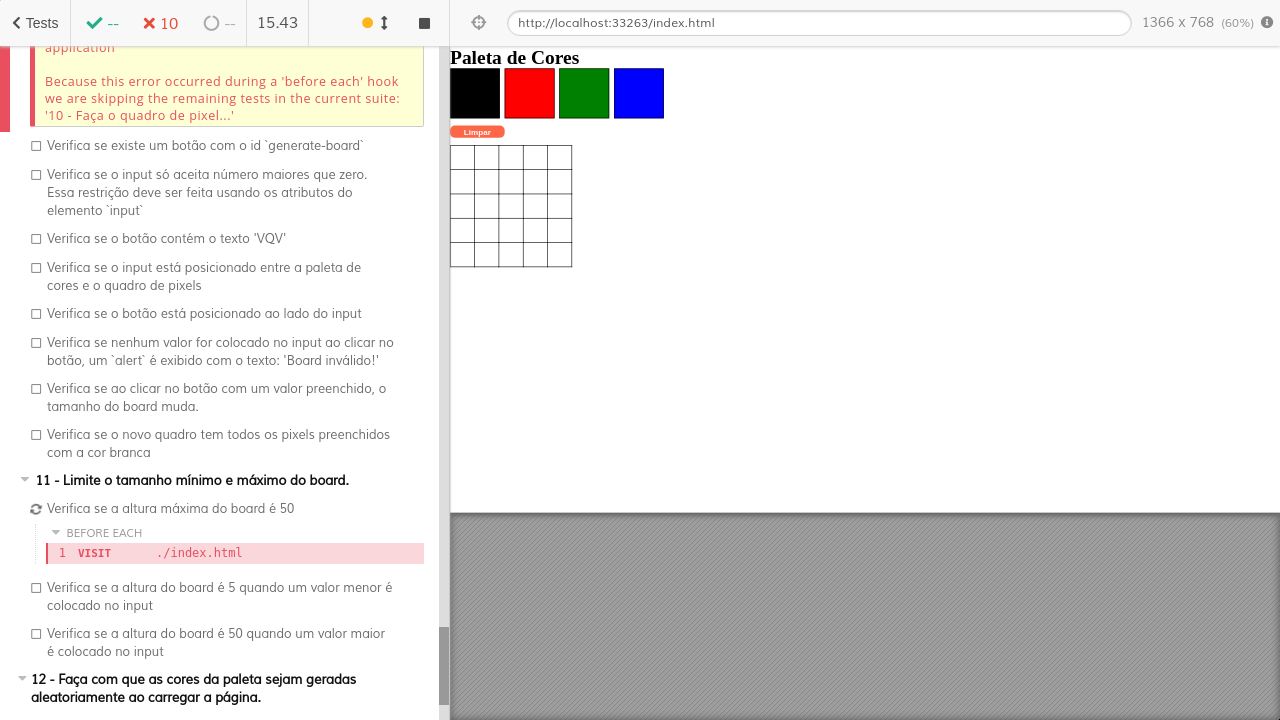 Tests
--
10
--
15.43
http://localhost:33263/index.html
1366 x 768 (60%)
application
Because this error occurred during a 'before each' hook
we are skipping the remaining tests in the current suite:
'10 - Faça o quadro de pixel...'
Verifica se existe um botão com o id `generate-board`
Verifica se o input só aceita número maiores que zero.
Essa restrição deve ser feita usando os atributos do
elemento `input`
Verifica se o botão contém o texto 'VQV'
Verifica se o input está posicionado entre a paleta de
cores e o quadro de pixels
Verifica se o botão está posicionado ao lado do input
Verifica se nenhum valor for colocado no input ao clicar no
botão, um `alert` é exibido com o texto: 'Board inválido!'
Verifica se ao clicar no botão com um valor preenchido, o
tamanho do board muda.
Verifica se o novo quadro tem todos os pixels preenchidos
com a cor branca
11 - Limite o tamanho mínimo e máximo do board.
Verifica se a altura máxima do board é 50
BEFORE EACH
1 VISIT ./index.html
Verifica se a altura do board é 5 quando um valor menor é
colocado no input
Verifica se a altura do board é 50 quando um valor maior
é colocado no input
12 - Faça com que as cores da paleta sejam geradas
aleatoriamente ao carregar a página.
Paleta de Cores
Limpar